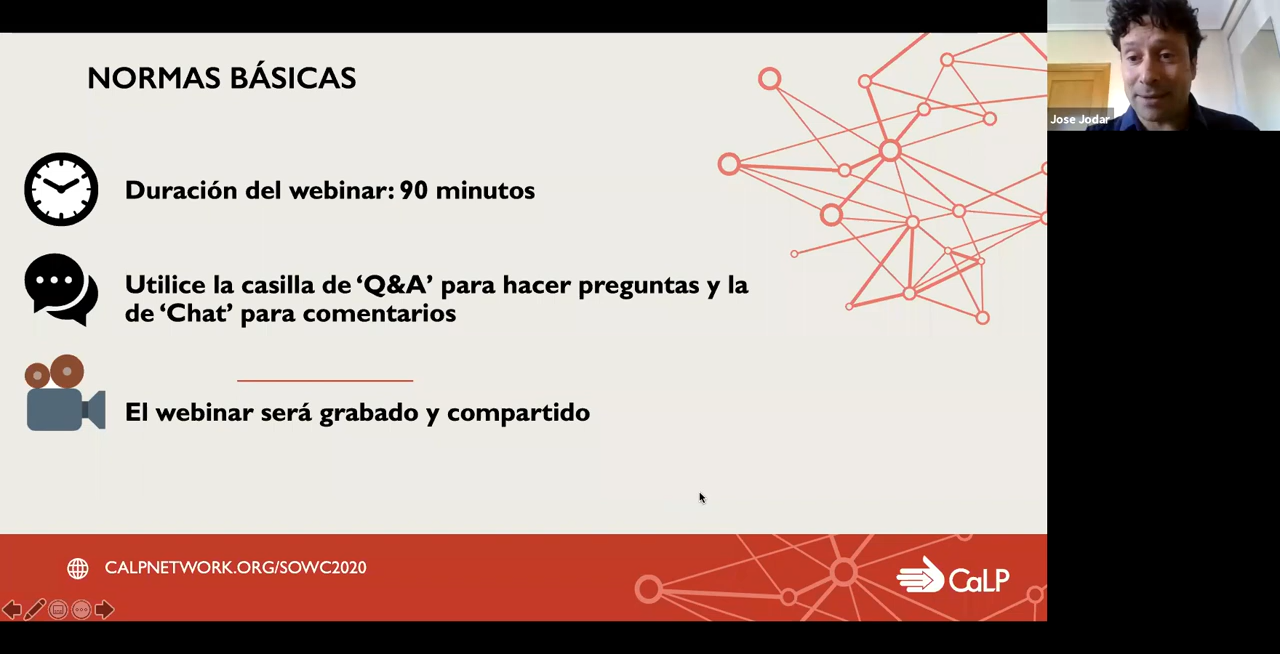 NORMAS BÁSICAS
Jose Jodar
Duración del webinar: 90 minutos
Utilice la casilla de ‘Q&A’ para hacer preguntas y la
de ‘Chat’ para comentarios
El webinar será grabado y compartido
CALPNETWORK.ORG/SOWC2020
CaLP